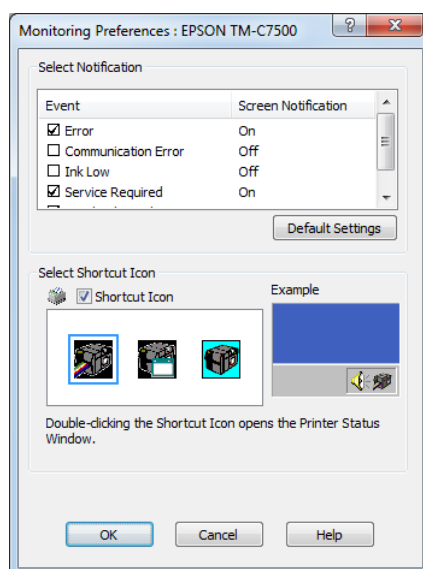 Monitoring Preferences : EPSON TM-C7500
Select Notification
Event Screen Notification
Error On
Communication Error Off
Ink Low Off
Service Required On
Default Settings
Select Shortcut Icon
Shortcut Icon
Example
Double-clicking the Shortcut Icon opens the Printer Status
Window.
OK Cancel Help